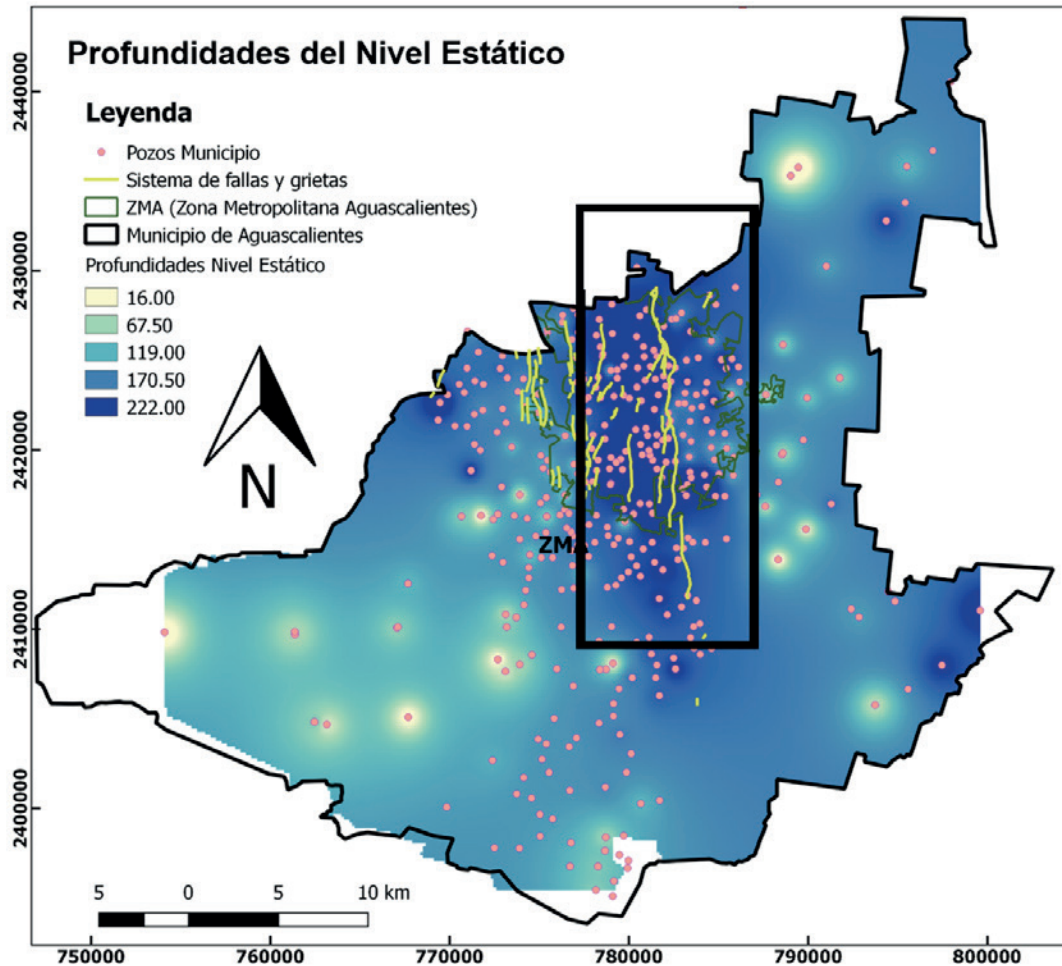 Profundidades del Nivel Estático
Leyenda
Pozos Municipio
Sistema de fallas y grietas
ZMA (Zona Metropolitana Aguascalientes)
Municipio de Aguascalientes
Profundidades Nivel Estático
16.00
67.50
119.00
170.50
222.00
N
ZMA
5 0 5 10 km
2440000
2430000
2420000
2410000
2400000
750000 760000 770000 780000 790000 800000